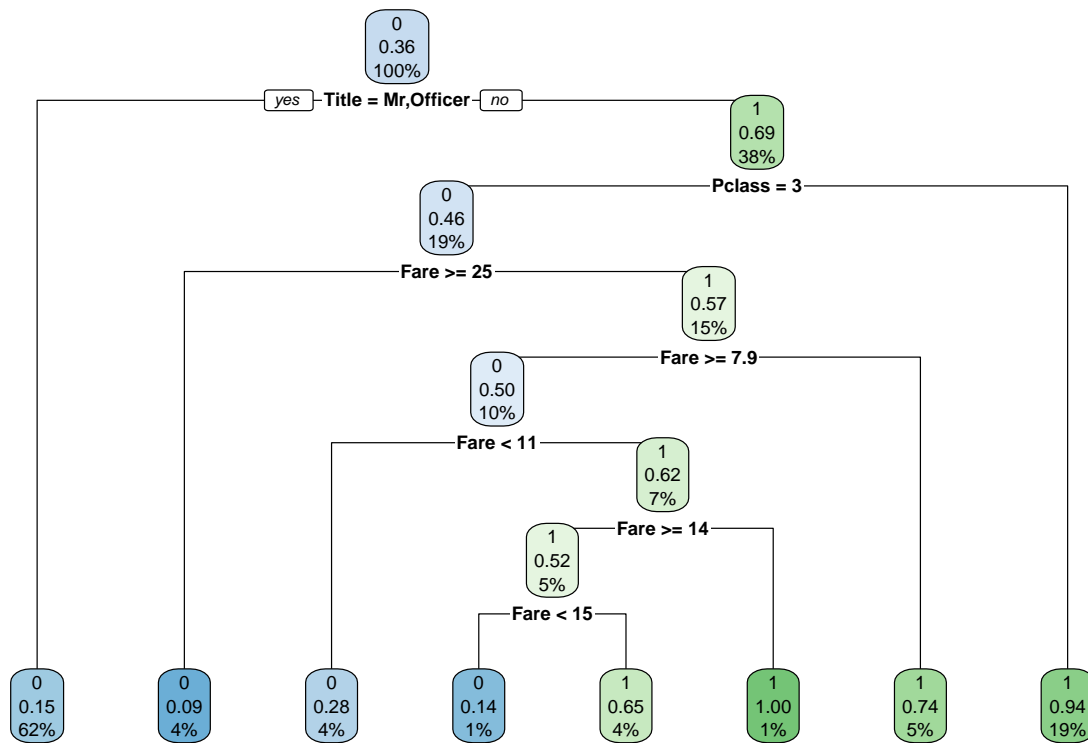 0
0.36
100%
yes Title = Mr,Officer no
1
0.69
38%
Pclass = 3
0
0.46
19%
Fare >= 25
1
0.57
15%
Fare >= 7.9
0
0.50
10%
Fare < 11
1
0.62
7%
Fare >= 14
1
0.52
5%
Fare < 15
0 0 0 0 1 1 1 1
0.15 0.09 0.28 0.14 0.65 1.00 0.74 0.94
62% 4% 4% 1% 4% 1% 5% 19%